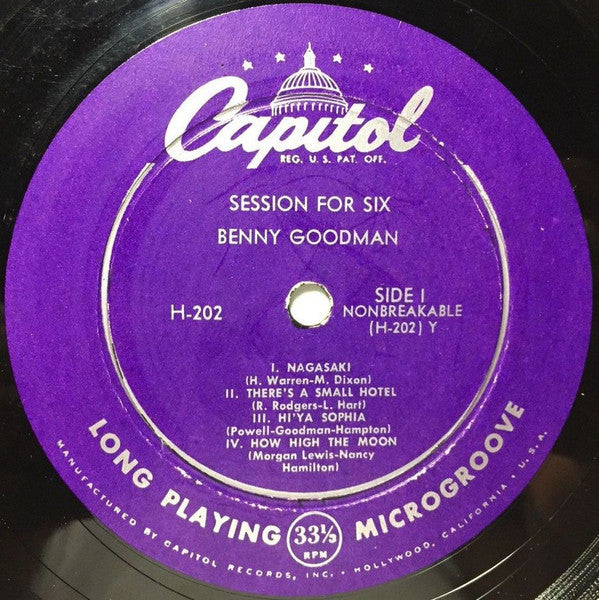 Capitol
REG. U.S. PAT. OFF.
SESSION FOR SIX
BENNY GOODMAN
H-202
SIDE I
NONBREAKABLE
(H-202) Y
I. NAGASAKI
(H. Warren-M. Dixon)
II. THERE'S A SMALL HOTEL
(R. Rodgers-L. Hart)
III. HI'YA SOPHIA
(Powell-Goodman-Hampton)
IV. HOW HIGH THE MOON
(Morgan Lewis-Nancy
Hamilton)
LONG PLAYING 33⅓ RPM MICROGROOVE
MANUFACTURED BY CAPITOL RECORDS, INC. • HOLLYWOOD, CALIFORNIA • U.S.A.